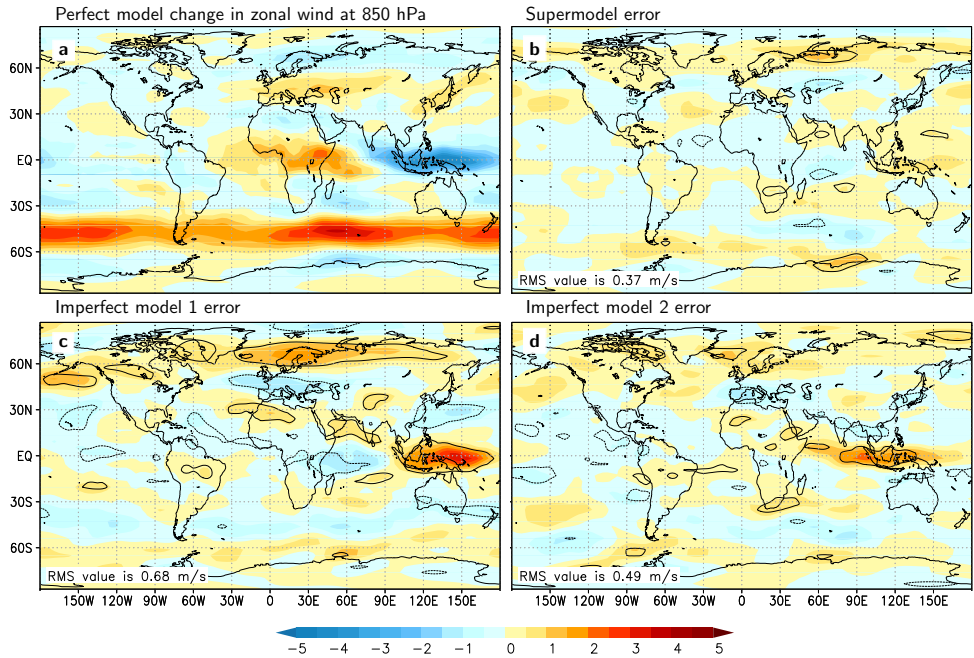 Perfect model change in zonal wind at 850 hPa
Supermodel error
a
b
60N
30N
EQ
30S
60S
RMS value is 0.37 m/s
Imperfect model 1 error
Imperfect model 2 error
c
d
60N
30N
EQ
30S
60S
RMS value is 0.68 m/s
RMS value is 0.49 m/s
150W 120W 90W 60W 30W 0 30E 60E 90E 120E 150E
150W 120W 90W 60W 30W 0 30E 60E 90E 120E 150E
−5 −4 −3 −2 −1 0 1 2 3 4 5